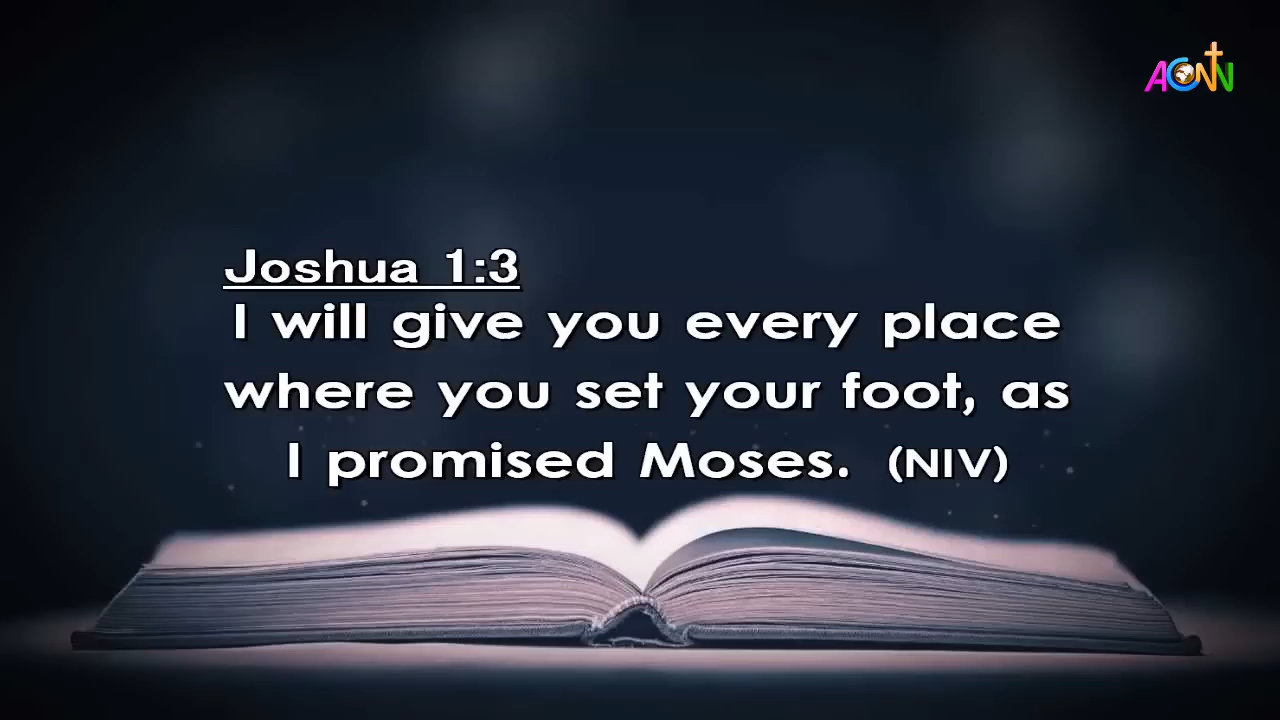 ACNN
Joshua 1:3
I will give you every place
where you set your foot, as
I promised Moses. (NIV)